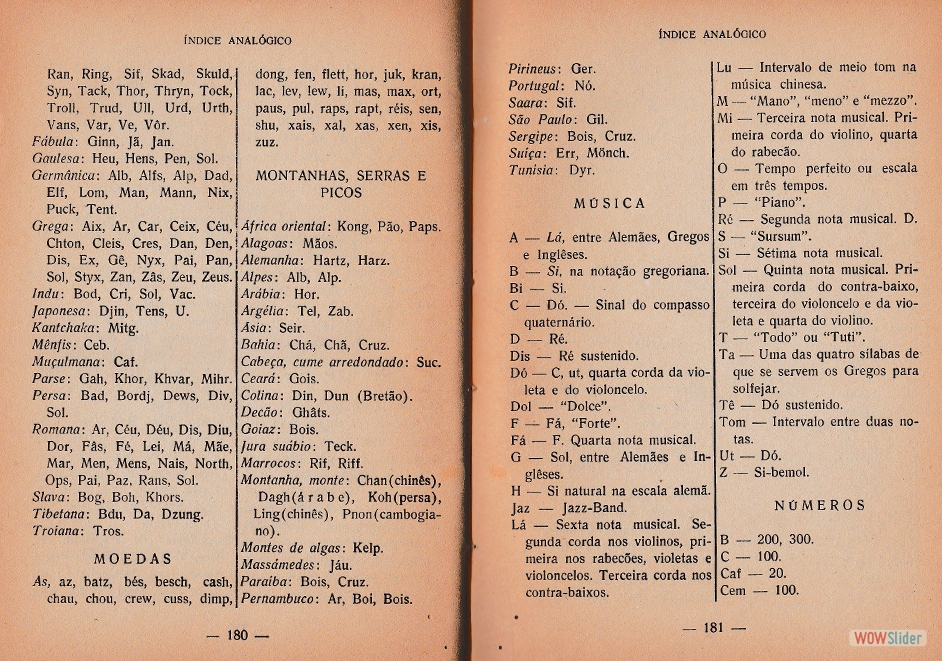 ÍNDICE ANALÓGICO
Ran, Ring, Sif, Skad, Skuld,
Syn, Tack, Thor, Thryn, Tock,
Troll, Trud, Ull, Urd, Urth,
Vans, Var, Ve, Vôr.
Fábula: Ginn, Jã, Jan.
Gaulesa: Heu, Hens, Pen, Sol.
Germânica: Alb, Alfs, Alp, Dad,
Elf, Lom, Man, Mann, Nix,
Puck, Tent.
Grega: Aix, Ar, Car, Ceix, Céu,
Chton, Cleis, Cres, Dan, Den,
Dis, Ex, Gê, Nyx, Pai, Pan,
Sol, Styx, Zan, Zâs, Zeu, Zeus.
Indu: Bod, Cri, Sol, Vac.
Japonesa: Djin, Tens, U.
Kantchaka: Mitg.
Mênfis: Ceb.
Muçulmana: Caf.
Parse: Gah, Khor, Khvar, Mihr.
Persa: Bad, Bordj, Dews, Div,
Sol.
Romana: Ar, Céu, Déu, Dis, Diu,
Dor, Fâs, Fé, Lei, Má, Mãe,
Mar, Men, Mens, Nais, North,
Ops, Pai, Paz, Rans, Sol.
Slava: Bog, Boh, Khors.
Tibetana: Bdu, Da, Dzung.
Troiana: Tros.
MOEDAS
As, az, batz, bés, besch, cash,
chau, chou, crew, cuss, dimp,
dong, fen, flett, hor, juk, kran,
lac, lev, lew, li, mas, max, ort,
paus, pul, raps, rapt, réis, sen,
shu, xais, xal, xas, xen, xis,
zuz.
MONTANHAS, SERRAS E
PICOS
África oriental: Kong, Pão, Paps.
Alagoas: Mãos.
Alemanha: Hartz, Harz.
Alpes: Alb, Alp.
Arábia: Hor.
Argélia: Tel, Zab.
Asia: Seir.
Bahia: Chá, Chã, Cruz.
Cabeça, cume arredondado: Suc.
Ceará: Gois.
Colina: Din, Dun (Bretão).
Decão: Ghâts.
Goiaz: Bois.
Jura suábio: Teck.
Marrocos: Rif, Riff.
Montanha, monte: Chan(chinês),
Dagh(árabe), Koh(persa),
Ling(chinês), Pnon(cambogia-
no).
Montes de algas: Kelp.
Massámedes: Jáu.
Paraíba: Bois, Cruz.
Pernambuco: Ar, Boi, Bois.
— 180 —
ÍNDICE ANALÓGICO
Pirineus: Ger.
Portugal: Nó.
Saara: Sif.
São Paulo: Gil.
Sergipe: Bois, Cruz.
Suíça: Err, Mönch.
Tunisia: Dyr.
MÚSICA
A — Lá, entre Alemães, Gregos
e Inglêses.
B — Si, na notação gregoriana.
Bi — Si.
C — Dó. — Sinal do compasso
quaternário.
D — Ré.
Dis — Ré sustenido.
Dó — C, ut, quarta corda da vio-
leta e do violoncelo.
Dol — "Dolce".
F — Fá, "Forte".
Fá — F. Quarta nota musical.
G — Sol, entre Alemães e In-
glêses.
H — Si natural na escala alemã.
Jaz — Jazz-Band.
Lá — Sexta nota musical. Se-
gunda corda nos violinos, pri-
meira nos rabecões, violetas e
violoncelos. Terceira corda nos
contra-baixos.
Lu — Intervalo de meio tom na
música chinesa.
M — "Mano", "meno" e "mezzo".
Mi — Terceira nota musical. Pri-
meira corda do violino, quarta
do rabecão.
O — Tempo perfeito ou escala
em três tempos.
P — "Piano".
Ré — Segunda nota musical. D.
S — "Sursum".
Si — Sétima nota musical.
Sol — Quinta nota musical. Pri-
meira corda do contra-baixo,
terceira do violoncelo e da vio-
leta e quarta do violino.
T — "Todo" ou "Tuti".
Ta — Uma das quatro sílabas de
que se servem os Gregos para
solfejar.
Tê — Dó sustenido.
Tom — Intervalo entre duas no-
tas.
Ut — Dó.
Z — Si-bemol.
NÚMEROS
B — 200, 300.
C — 100.
Caf — 20.
Cem — 100.
— 181 —
WOWSlider